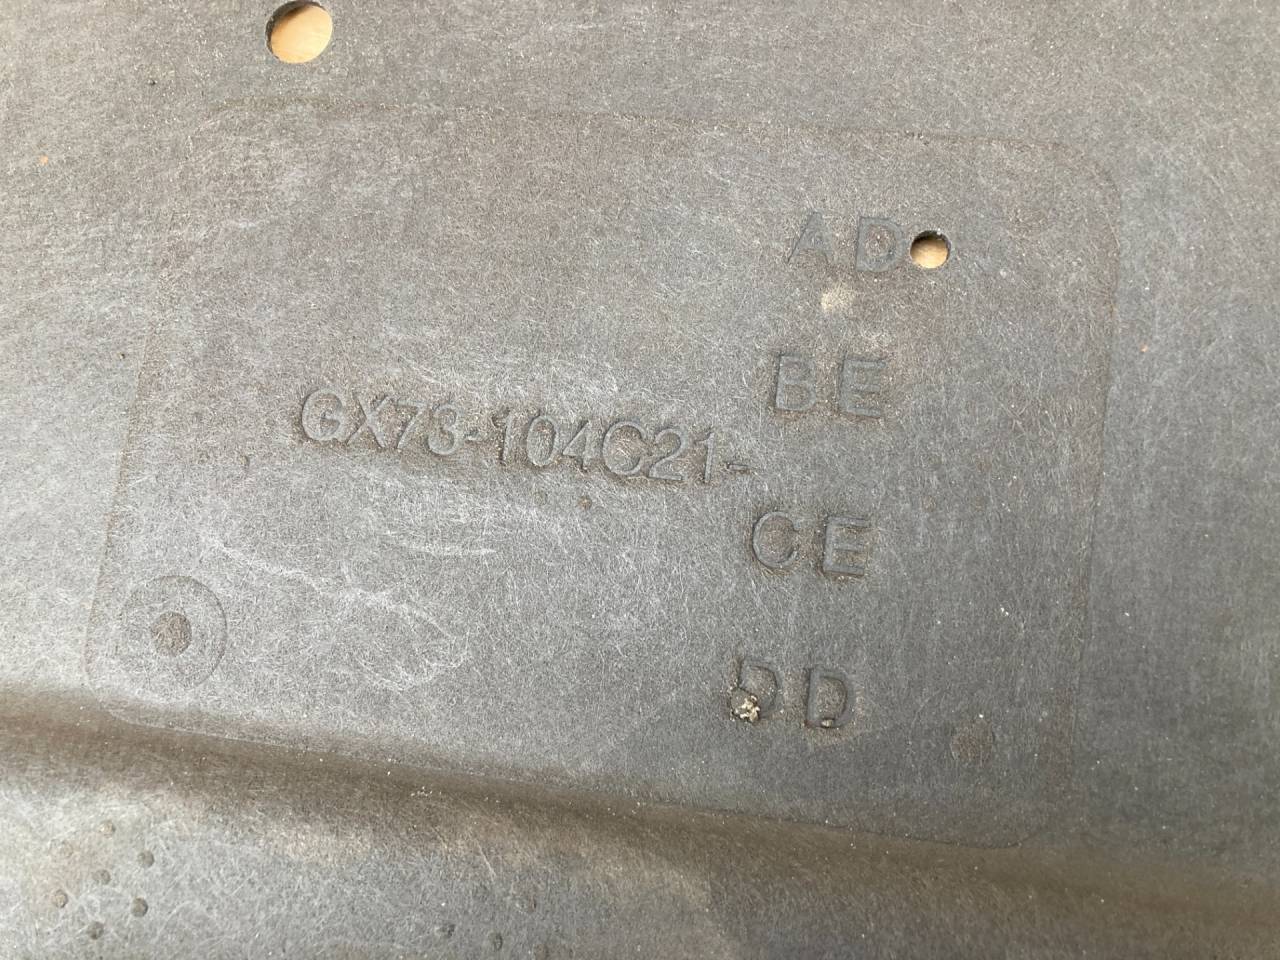 AD
BE
GX73-104C21-
CE
DD